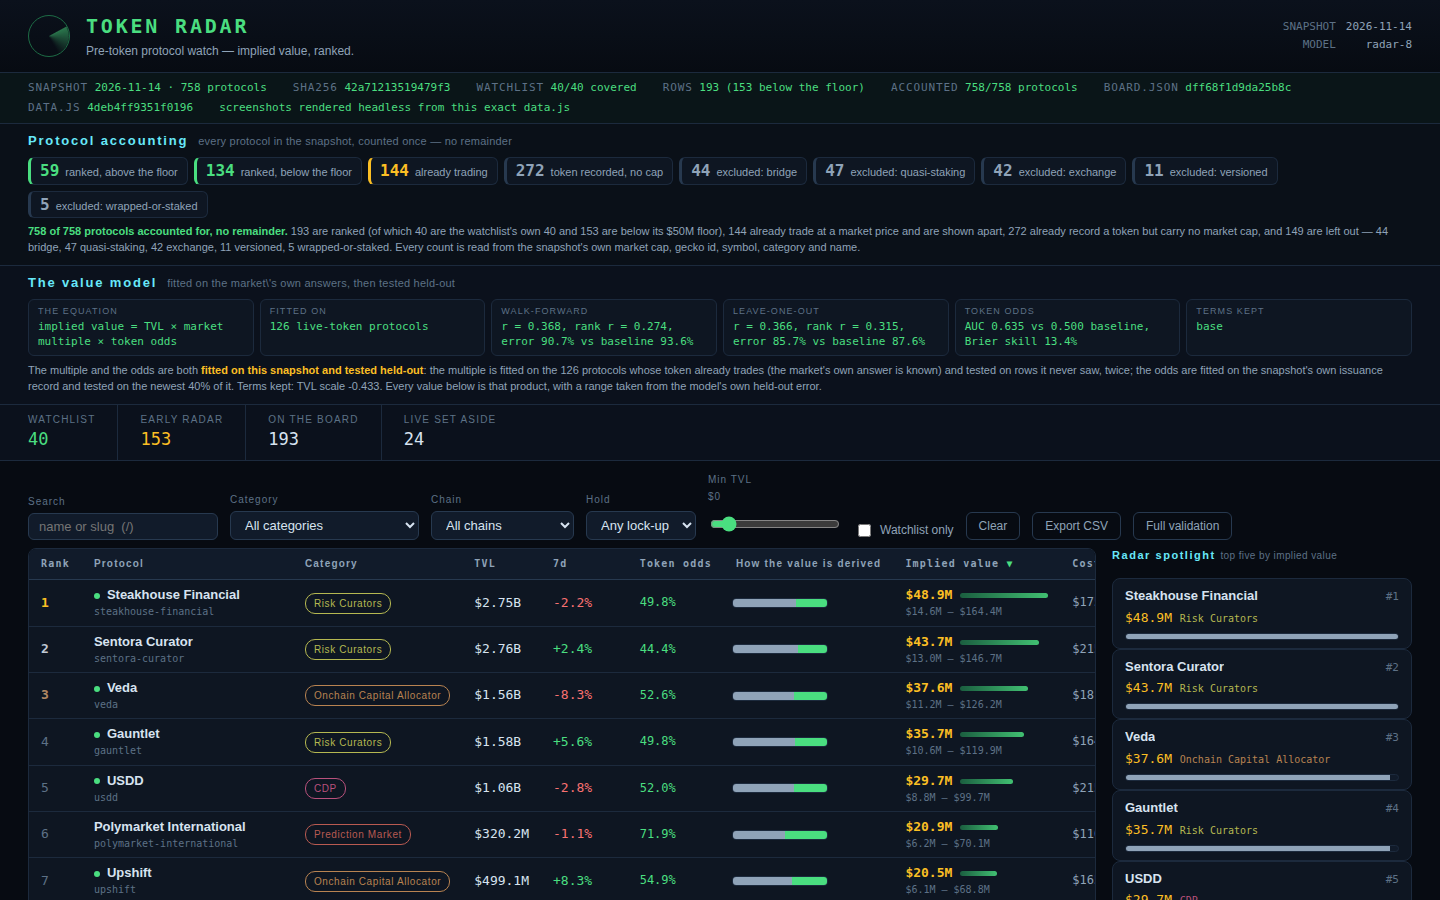 TOKEN RADAR
Pre-token protocol watch — implied value, ranked.
SNAPSHOT 2026-11-14
MODEL radar-8
SNAPSHOT 2026-11-14 · 758 protocols SHA256 42a71213519479f3 WATCHLIST 40/40 covered ROWS 193 (153 below the floor) ACCOUNTED 758/758 protocols BOARD.JSON dff68f1d9da25b8c
DATA.JS 4deb4ff9351f0196 screenshots rendered headless from this exact data.js
Protocol accounting every protocol in the snapshot, counted once — no remainder
59 ranked, above the floor 134 ranked, below the floor 144 already trading 272 token recorded, no cap 44 excluded: bridge 47 excluded: quasi-staking 42 excluded: exchange 11 excluded: versioned
5 excluded: wrapped-or-staked
758 of 758 protocols accounted for, no remainder. 193 are ranked (of which 40 are the watchlist's own 40 and 153 are below its $50M floor), 144 already trade at a market price and are shown apart, 272 already record a token but carry no market cap, and 149 are left out — 44
bridge, 47 quasi-staking, 42 exchange, 11 versioned, 5 wrapped-or-staked. Every count is read from the snapshot's own market cap, gecko id, symbol, category and name.
The value model fitted on the market\'s own answers, then tested held-out
THE EQUATION
implied value = TVL × market
multiple × token odds
FITTED ON
126 live-token protocols
WALK-FORWARD
r = 0.368, rank r = 0.274,
error 90.7% vs baseline 93.6%
LEAVE-ONE-OUT
r = 0.366, rank r = 0.315,
error 85.7% vs baseline 87.6%
TOKEN ODDS
AUC 0.635 vs 0.500 baseline,
Brier skill 13.4%
TERMS KEPT
base
The multiple and the odds are both fitted on this snapshot and tested held-out: the multiple is fitted on the 126 protocols whose token already trades (the market's own answer is known) and tested on rows it never saw, twice; the odds are fitted on the snapshot's own issuance
record and tested on the newest 40% of it. Terms kept: TVL scale -0.433. Every value below is that product, with a range taken from the model's own held-out error.
WATCHLIST
40
EARLY RADAR
153
ON THE BOARD
193
LIVE SET ASIDE
24
Search
name or slug (/)
Category
All categories
Chain
All chains
Hold
Any lock-up
Min TVL
$0
Watchlist only
Clear
Export CSV
Full validation
Rank Protocol Category TVL 7d Token odds How the value is derived Implied value ▼
1 Steakhouse Financial Risk Curators $2.75B -2.2% 49.8% $48.9M
steakhouse-financial $14.6M — $164.4M
2 Sentora Curator Risk Curators $2.76B +2.4% 44.4% $43.7M
sentora-curator $13.0M — $146.7M
3 Veda Onchain Capital Allocator $1.56B -8.3% 52.6% $37.6M
veda $11.2M — $126.2M
4 Gauntlet Risk Curators $1.58B +5.6% 49.8% $35.7M
gauntlet $10.6M — $119.9M
5 USDD CDP $1.06B -2.8% 52.0% $29.7M
usdd $8.8M — $99.7M
6 Polymarket International Prediction Market $320.2M -1.1% 71.9% $20.9M
polymarket-international $6.2M — $70.1M
7 Upshift Onchain Capital Allocator $499.1M +8.3% 54.9% $20.5M
upshift $6.1M — $68.8M
Radar spotlight top five by implied value
Steakhouse Financial #1
$48.9M Risk Curators
Sentora Curator #2
$43.7M Risk Curators
Veda #3
$37.6M Onchain Capital Allocator
Gauntlet #4
$35.7M Risk Curators
USDD #5
$29.7M CDP